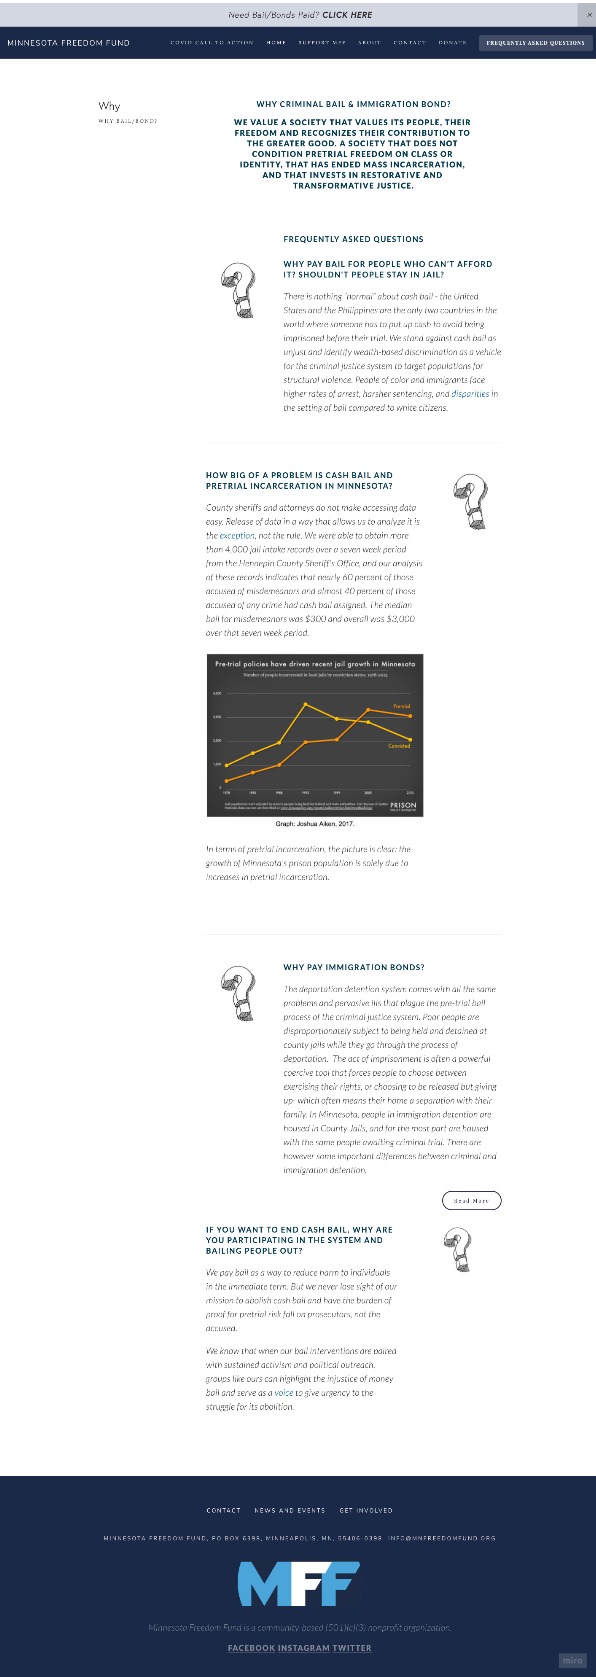 Need Bail/Bonds Paid? CLICK HERE
×
MINNESOTA FREEDOM FUND
COVID CALL TO ACTION
HOME
SUPPORT MFF
ABOUT
CONTACT
DONATE
FREQUENTLY ASKED QUESTIONS
Why
WHY BAIL/BOND?
WHY CRIMINAL BAIL & IMMIGRATION BOND?
WE VALUE A SOCIETY THAT VALUES ITS PEOPLE, THEIR
FREEDOM AND RECOGNIZES THEIR CONTRIBUTION TO
THE GREATER GOOD. A SOCIETY THAT DOES NOT
CONDITION PRETRIAL FREEDOM ON CLASS OR
IDENTITY, THAT HAS ENDED MASS INCARCERATION,
AND THAT INVESTS IN RESTORATIVE AND
TRANSFORMATIVE JUSTICE.
FREQUENTLY ASKED QUESTIONS
WHY PAY BAIL FOR PEOPLE WHO CAN'T AFFORD
IT? SHOULDN'T PEOPLE STAY IN JAIL?
There is nothing "normal" about cash bail - the United
States and the Philippines are the only two countries in the
world where someone has to put up cash to avoid being
imprisoned before their trial. We stand against cash bail as
unjust and identify wealth-based discrimination as a vehicle
for the criminal justice system to target populations for
structural violence. People of color and immigrants face
higher rates of arrest, harsher sentencing, and disparities in
the setting of bail compared to white citizens.
HOW BIG OF A PROBLEM IS CASH BAIL AND
PRETRIAL INCARCERATION IN MINNESOTA?
County sheriffs and attorneys do not make accessing data
easy. Release of data in a way that allows us to analyze it is
the exception, not the rule. We were able to obtain more
than 4,000 jail intake records over a seven week period
from the Hennepin County Sheriff's Office, and our analysis
of these records indicates that nearly 60 percent of those
accused of misdemeanors and almost 40 percent of those
accused of any crime had cash bail assigned. The median
bail for misdemeanors was $300 and overall was $3,000
over that seven week period.
Pre-trial policies have driven recent jail growth in Minnesota
Number of people incarcerated in local jails by conviction status, 1978-2013
4,000
3,000
2,000
1,000
0
Pretrial
Convicted
1978
1983
1988
1993
1999
2005
2013
PRISON
POLICY INITIATIVE
Graph: Joshua Aiken, 2017.
In terms of pretrial incarceration, the picture is clear: the
growth of Minnesota's prison population is solely due to
increases in pretrial incarceration.
WHY PAY IMMIGRATION BONDS?
The deportation detention system comes with all the same
problems and pervasive ills that plague the pre-trial bail
process of the criminal justice system. Poor people are
disproportionately subject to being held and detained at
county jails while they go through the process of
deportation. The act of imprisonment is often a powerful
coercive tool that forces people to choose between
exercising their rights, or choosing to be released but giving
up- which often means their home a separation with their
family. In Minnesota, people in immigration detention are
housed in County Jails, and for the most part are housed
with the same people awaiting criminal trial. There are
however some important differences between criminal and
immigration detention.
Read More
IF YOU WANT TO END CASH BAIL, WHY ARE
YOU PARTICIPATING IN THE SYSTEM AND
BAILING PEOPLE OUT?
We pay bail as a way to reduce harm to individuals
in the immediate term. But we never lose sight of our
mission to abolish cash bail and have the burden of
proof for pretrial risk fall on prosecutors, not the
accused.
We know that when our bail interventions are paired
with sustained activism and political outreach,
groups like ours can highlight the injustice of money
bail and serve as a voice to give urgency to the
struggle for its abolition.
CONTACT
NEWS AND EVENTS
GET INVOLVED
MINNESOTA FREEDOM FUND, PO BOX 6398, MINNEAPOLIS, MN, 55406-0398 INFO@MNFREEDOMFUND.ORG
MFF
Minnesota Freedom Fund is a community-based (501)(c)(3) nonprofit organization.
FACEBOOK INSTAGRAM TWITTER
miro